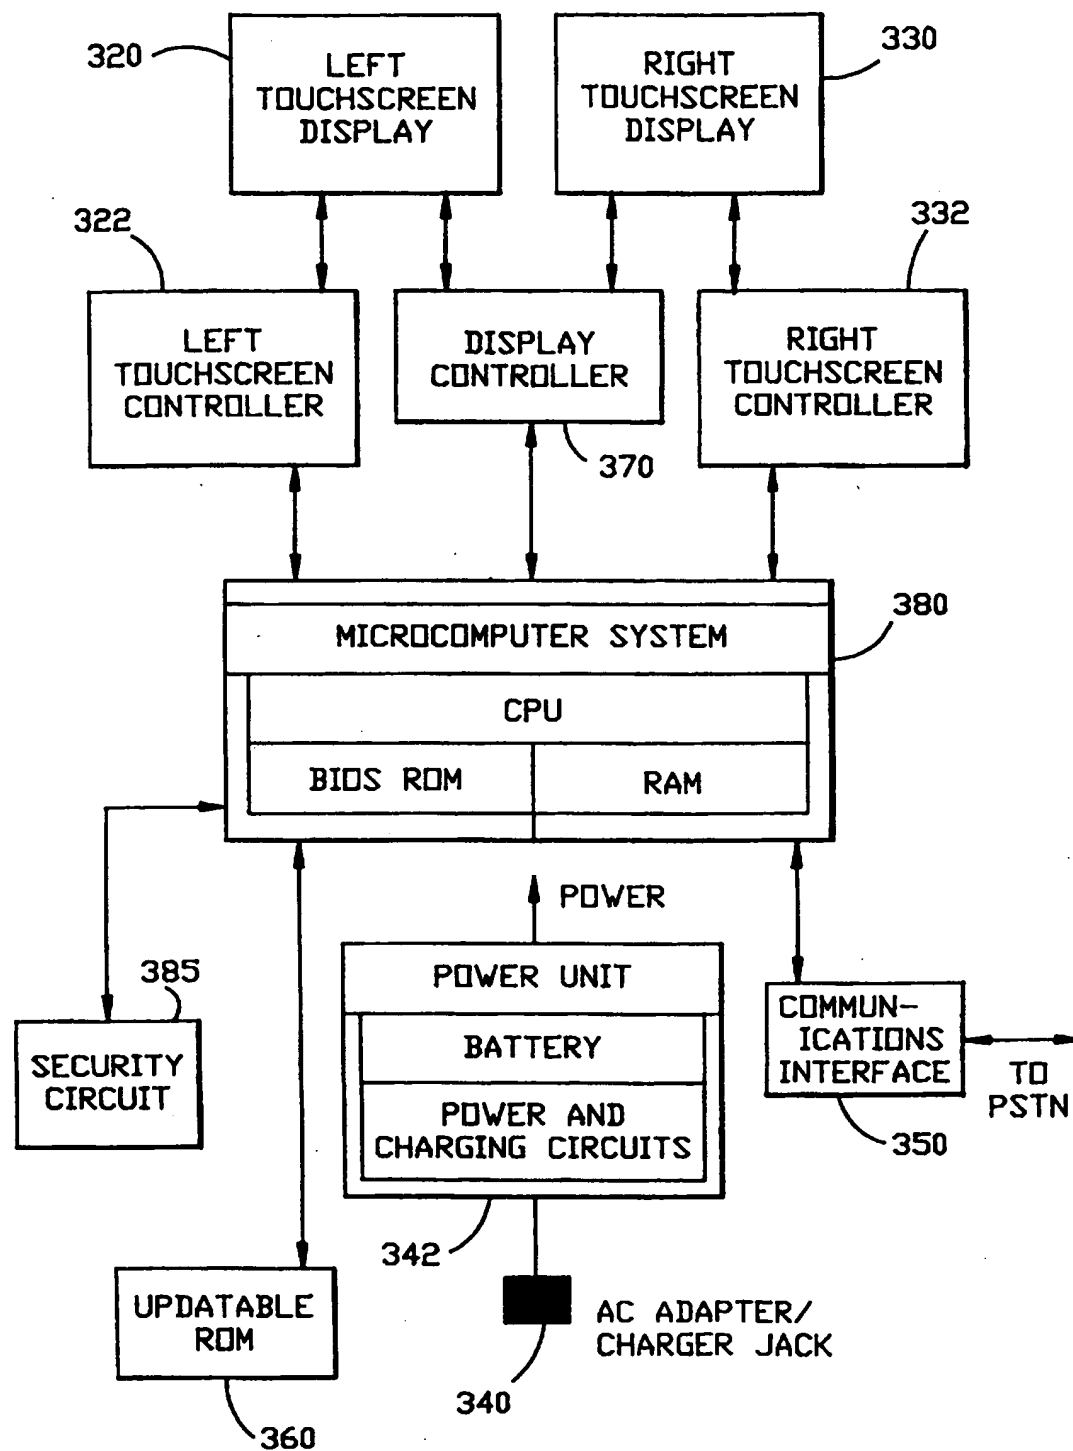 320
LEFT
TOUCHSCREEN
DISPLAY
RIGHT
TOUCHSCREEN
DISPLAY
330
322
332
LEFT
TOUCHSCREEN
CONTROLLER
DISPLAY
CONTROLLER
RIGHT
TOUCHSCREEN
CONTROLLER
370
380
MICROCOMPUTER SYSTEM
CPU
BIOS ROM
RAM
POWER
385
SECURITY
CIRCUIT
POWER UNIT
BATTERY
POWER AND
CHARGING CIRCUITS
COMMUN-
ICATIONS
INTERFACE
TO
PSTN
350
342
UPDATABLE
ROM
AC ADAPTER/
CHARGER JACK
340
360